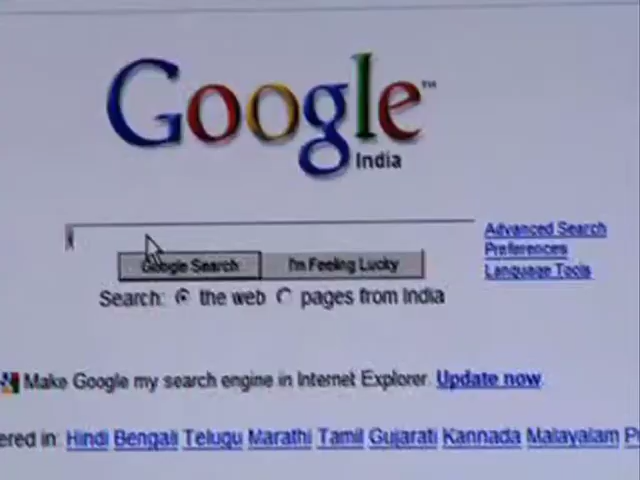 Google™
India
Advanced Search
Preferences
Language Tools
Google Search I'm Feeling Lucky
Search: the web pages from India
Make Google my search engine in Internet Explorer. Update now
ered in: Hindi Bengali Telugu Marathi Tamil Gujarati Kannada Malayalam P